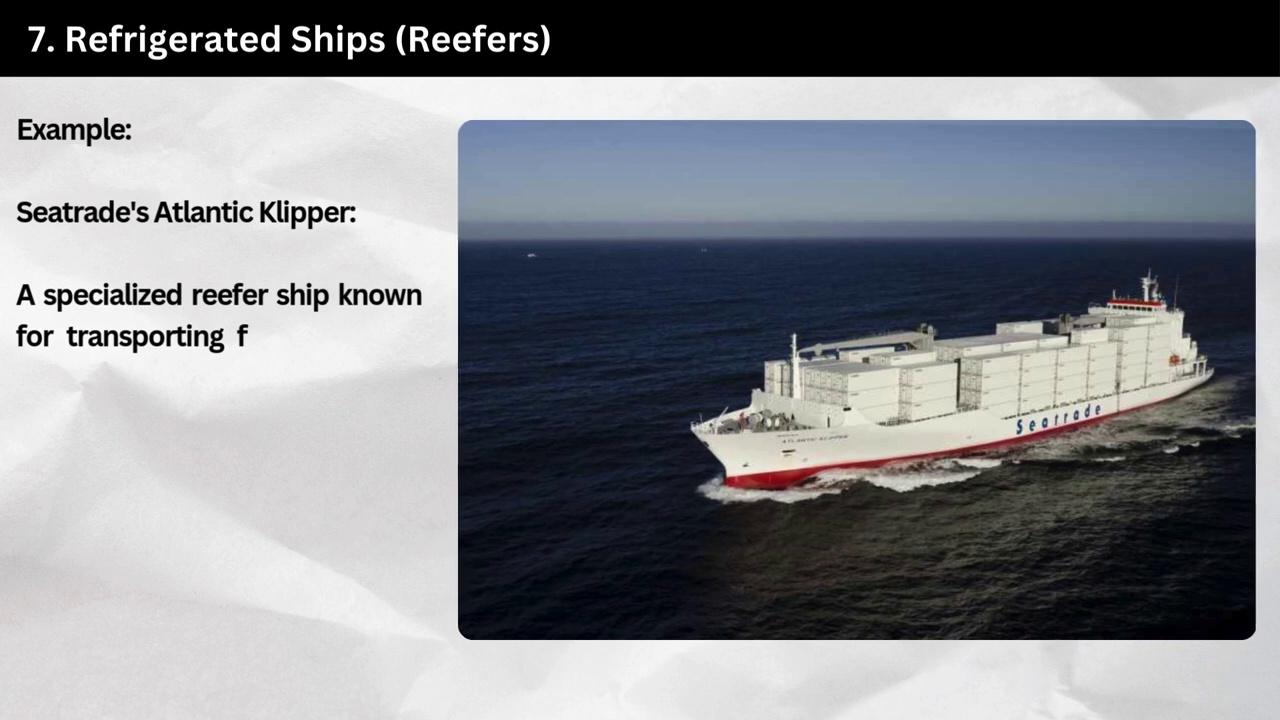 7. Refrigerated Ships (Reefers)
Example:
Seatrade's Atlantic Klipper:
A specialized reefer ship known
for transporting f
Seatrade
ATLANTIC KLIPPER